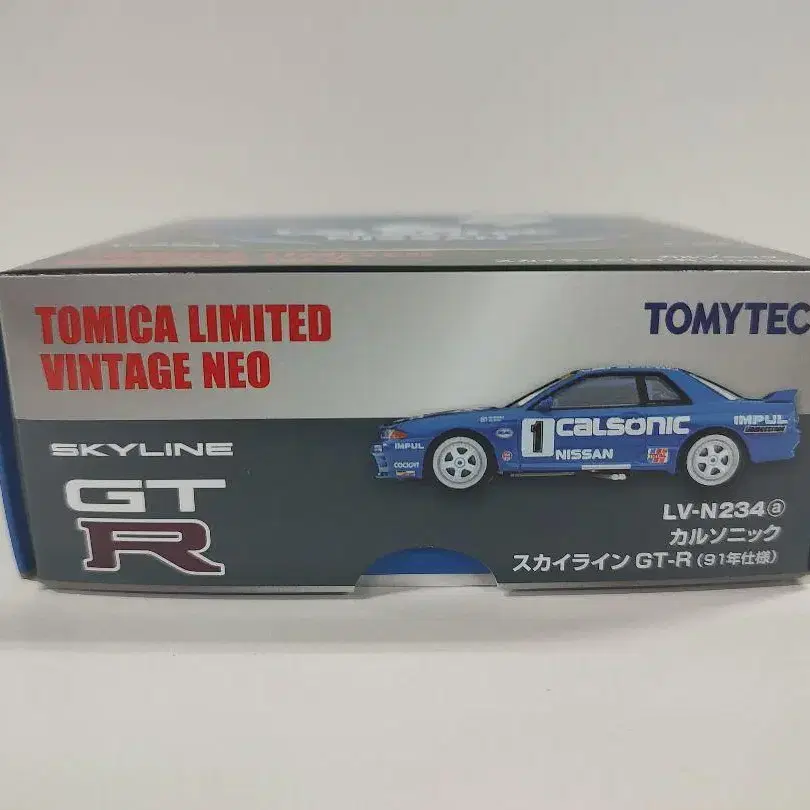 TOMICA LIMITED
VINTAGE NEO
TOMYTEC
SKYLINE
GT
R
1
CALSONIC
NISSAN
IMPUL
IMPUL
LV-N234ⓐ
カルソニック
スカイライン GT-R (91年仕様)